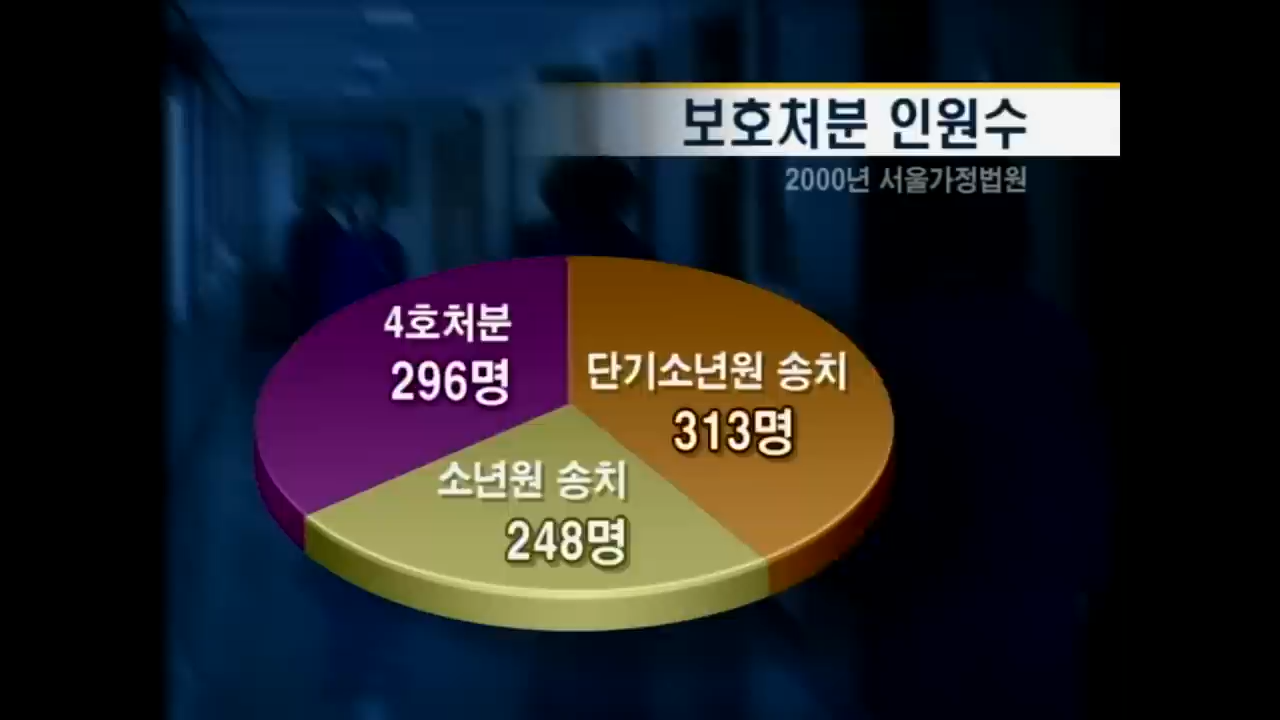 보호처분 인원수
2000년 서울가정법원
4호처분
296명
단기소년원 송치
313명
소년원 송치
248명